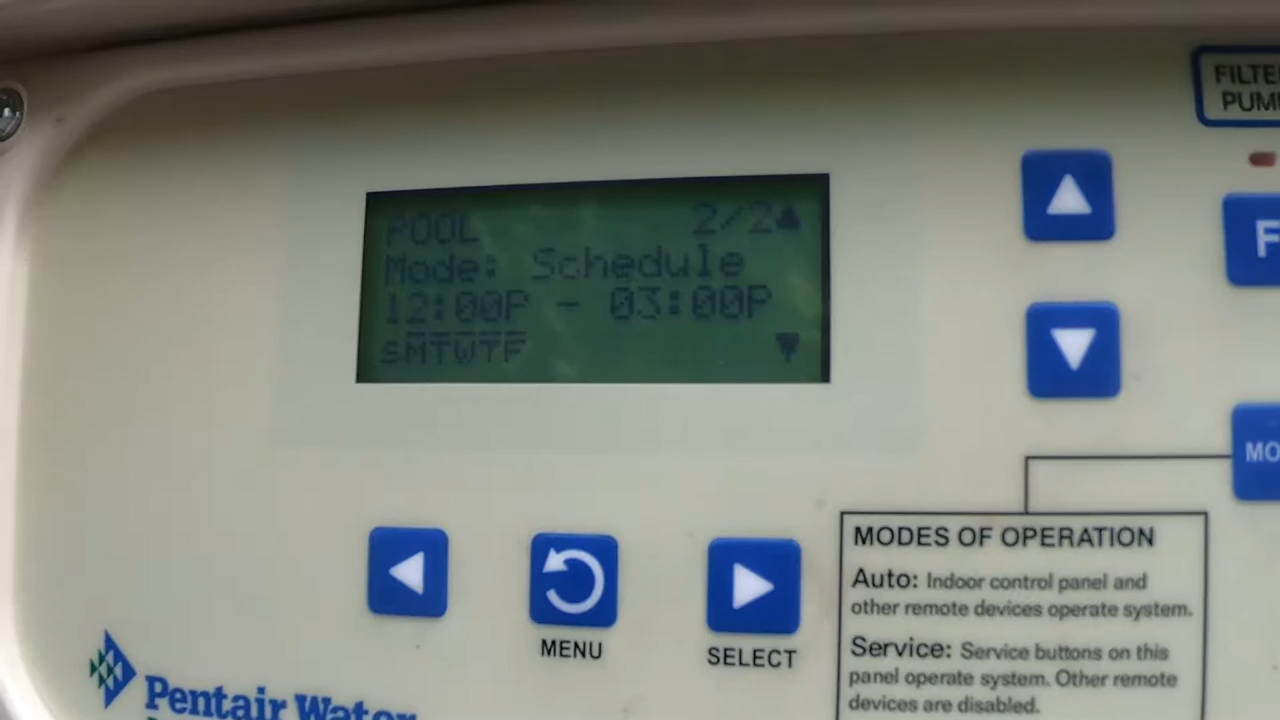 POOL 2/2▲
Mode: Schedule
12:00P - 03:00P
sMTWTF ▼
MENU
SELECT
MODES OF OPERATION
Auto: Indoor control panel and
other remote devices operate system.
Service: Service buttons on this
panel operate system. Other remote
devices are disabled.
Pentair Water
FILTE
PUM
F
MO